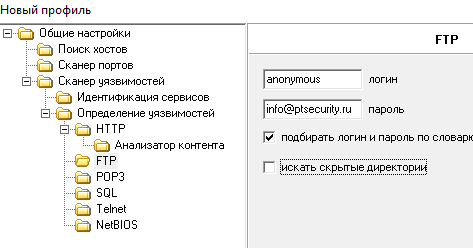 Новый профиль
Общие настройки
Поиск хостов
Сканер портов
Сканер уязвимостей
Идентификация сервисов
Определение уязвимостей
HTTP
Анализатор контента
FTP
POP3
SQL
Telnet
NetBIOS
FTP
anonymous логин
info@ptsecurity.ru пароль
подбирать логин и пароль по словарю
искать скрытые директории